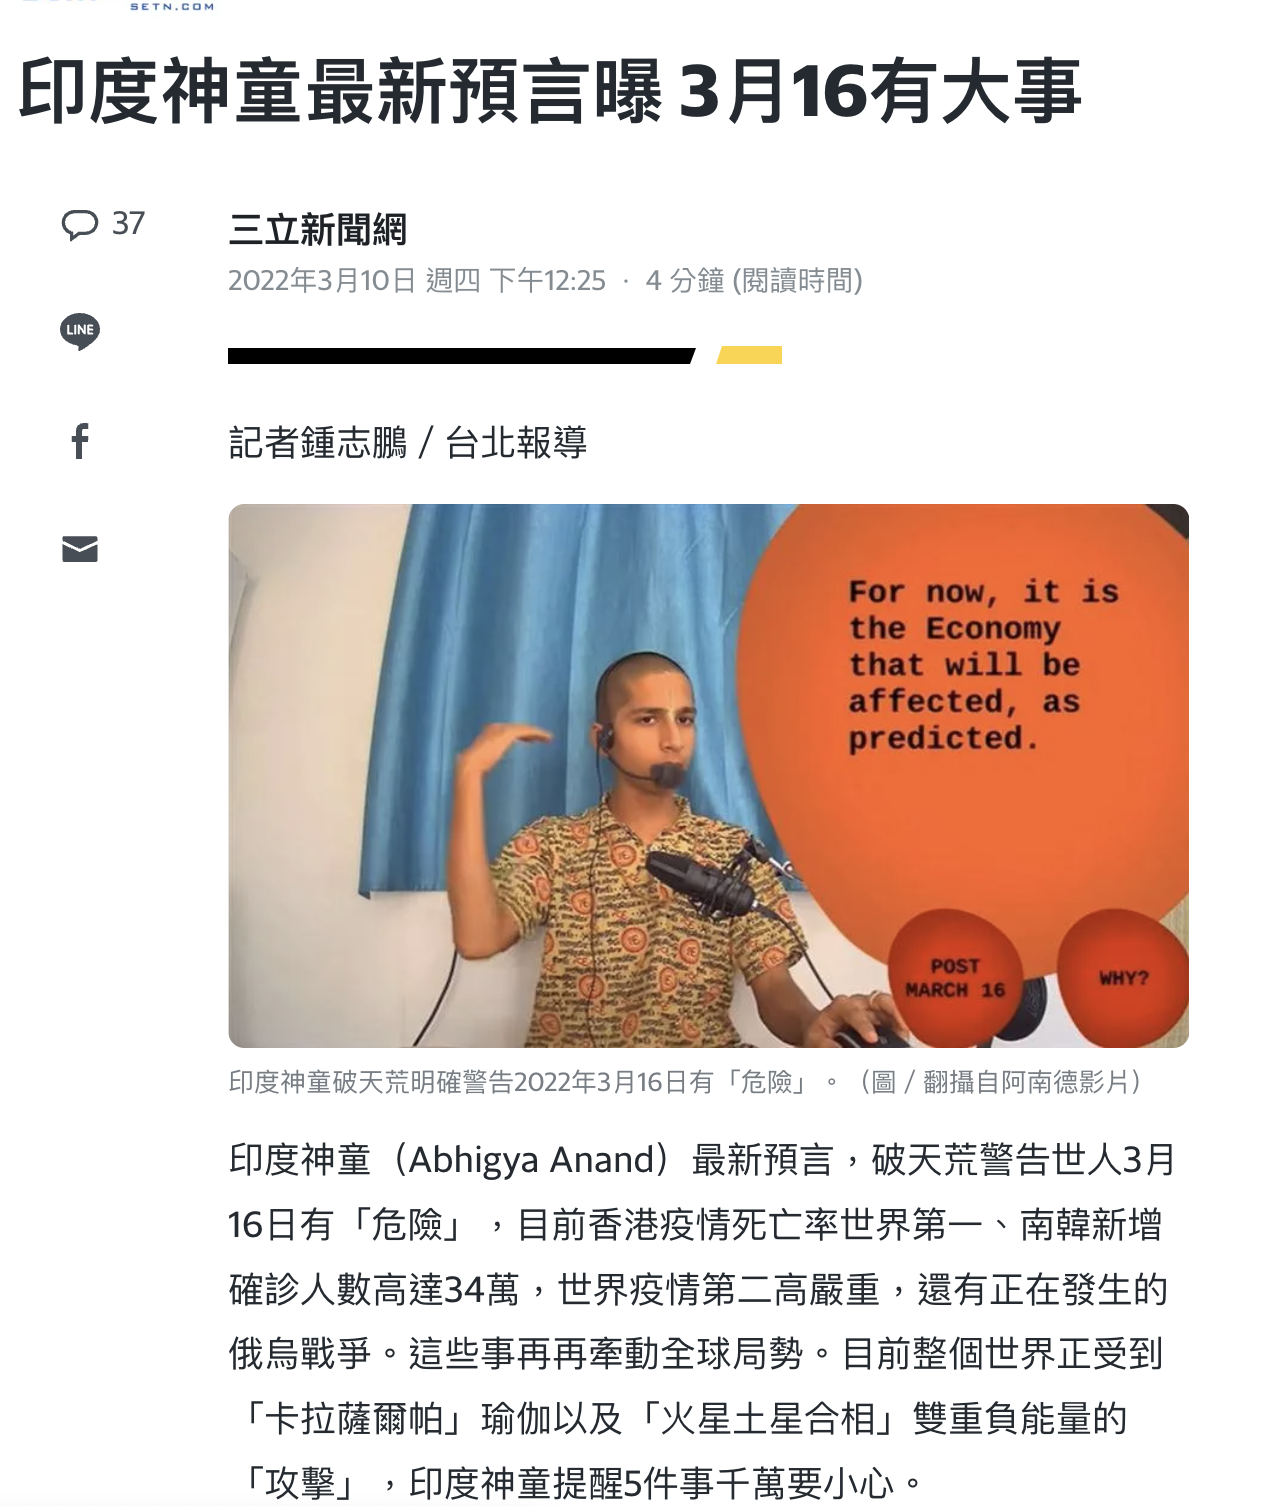 SETN.COM
印度神童最新預言曝 3月16有大事
37
三立新聞網
2022年3月10日 週四 下午12:25 · 4 分鐘 (閱讀時間)
LINE
記者鍾志鵬／台北報導
For now, it is
the Economy
that will be
affected, as
predicted.
POST
MARCH 16
WHY?
印度神童破天荒明確警告2022年3月16日有「危險」。（圖／翻攝自阿南德影片）
印度神童（Abhigya Anand）最新預言，破天荒警告世人3月
16日有「危險」，目前香港疫情死亡率世界第一、南韓新增
確診人數高達34萬，世界疫情第二高嚴重，還有正在發生的
俄烏戰爭。這些事再再牽動全球局勢。目前整個世界正受到
「卡拉薩爾帕」瑜伽以及「火星土星合相」雙重負能量的
「攻擊」，印度神童提醒5件事千萬要小心。